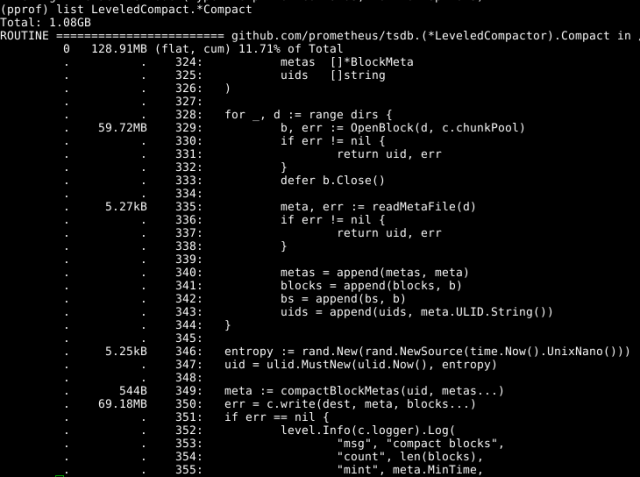 (pprof) list LeveledCompact.*Compact
Total: 1.08GB
ROUTINE ======================== github.com/prometheus/tsdb.(*LeveledCompactor).Compact in
0 128.91MB (flat, cum) 11.71% of Total
. . 324: metas []*BlockMeta
. . 325: uids []string
. . 326: )
. . 327:
. . 328: for _, d := range dirs {
. 59.72MB 329: b, err := OpenBlock(d, c.chunkPool)
. . 330: if err != nil {
. . 331: return uid, err
. . 332: }
. . 333: defer b.Close()
. . 334:
. 5.27kB 335: meta, err := readMetaFile(d)
. . 336: if err != nil {
. . 337: return uid, err
. . 338: }
. . 339:
. . 340: metas = append(metas, meta)
. . 341: blocks = append(blocks, b)
. . 342: bs = append(bs, b)
. . 343: uids = append(uids, meta.ULID.String())
. . 344: }
. . 345:
. 5.25kB 346: entropy := rand.New(rand.NewSource(time.Now().UnixNano()))
. . 347: uid = ulid.MustNew(ulid.Now(), entropy)
. . 348:
. 544B 349: meta := compactBlockMetas(uid, metas...)
. 69.18MB 350: err = c.write(dest, meta, blocks...)
. . 351: if err == nil {
. . 352: level.Info(c.logger).Log(
. . 353: "msg", "compact blocks",
. . 354: "count", len(blocks),
. . 355: "mint", meta.MinTime,